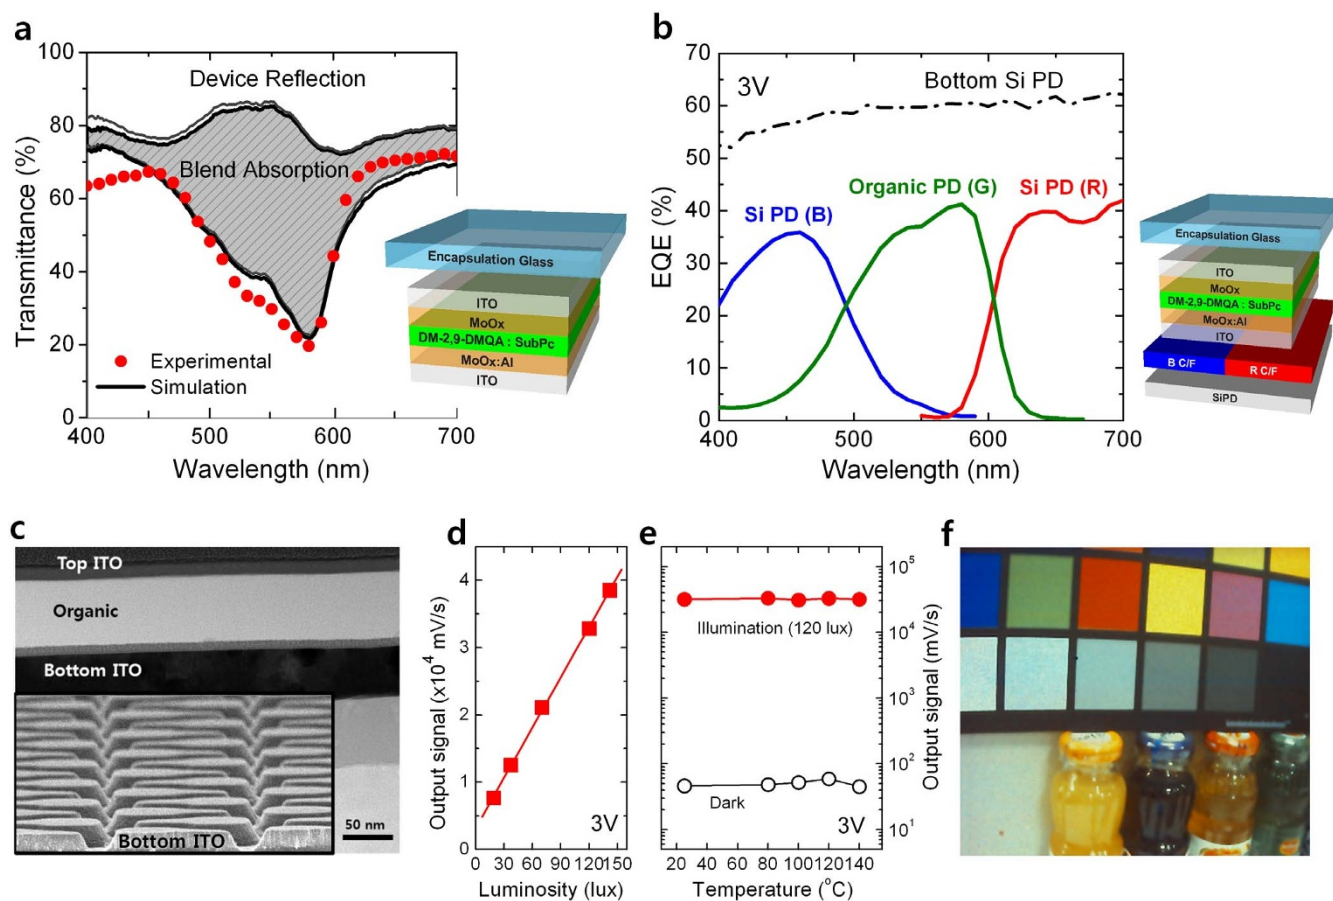 a
100
80
60
40
20
0
Transmittance (%)
Device Reflection
Blend Absorption
Experimental
Simulation
400
500
600
700
Wavelength (nm)
Encapsulation Glass
ITO
MoOx
DM-2,9-DMQA : SubPc
MoOx:Al
ITO
b
70
60
50
40
30
20
10
0
EQE (%)
3V
Bottom Si PD
Organic PD (G)
Si PD (R)
Si PD (B)
400
500
600
700
Wavelength (nm)
Encapsulation Glass
ITO
MoOx
DM-2,9-DMQA : SubPc
MoOx:Al
ITO
B C/F
R C/F
SiPD
c
Top ITO
Organic
Bottom ITO
Bottom ITO
50 nm
d
4
3
2
1
0
Output signal (x10⁴ mV/s)
3V
0
30
60
90
120
150
Luminosity (lux)
e
Illumination (120 lux)
Dark
3V
10⁵
10⁴
10³
10²
10¹
Output signal (mV/s)
20
40
60
80
100
120
140
Temperature (°C)
f